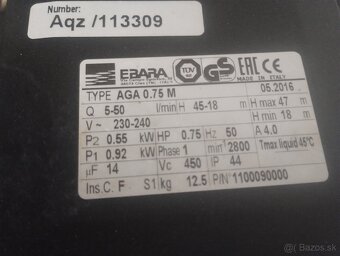 Number:
Aqz /113309
EBARA
TÜV
GS
EAC CE
MADE IN ITALY
TYPE AGA 0.75 M 05.2016
Q 5-50 l/min H 45-18 m H max 47 m
V~ 230-240 H min 18 m
P2 0.55 kW HP 0.75 Hz 50 A 4.0
P1 0.92 kW Phase 1 min-1 2800 Tmax liquid 45°C
µF 14 Vc 450 IP 44
Ins.C. F S1 kg 12.5 P/N° 1100090000
bazos.sk